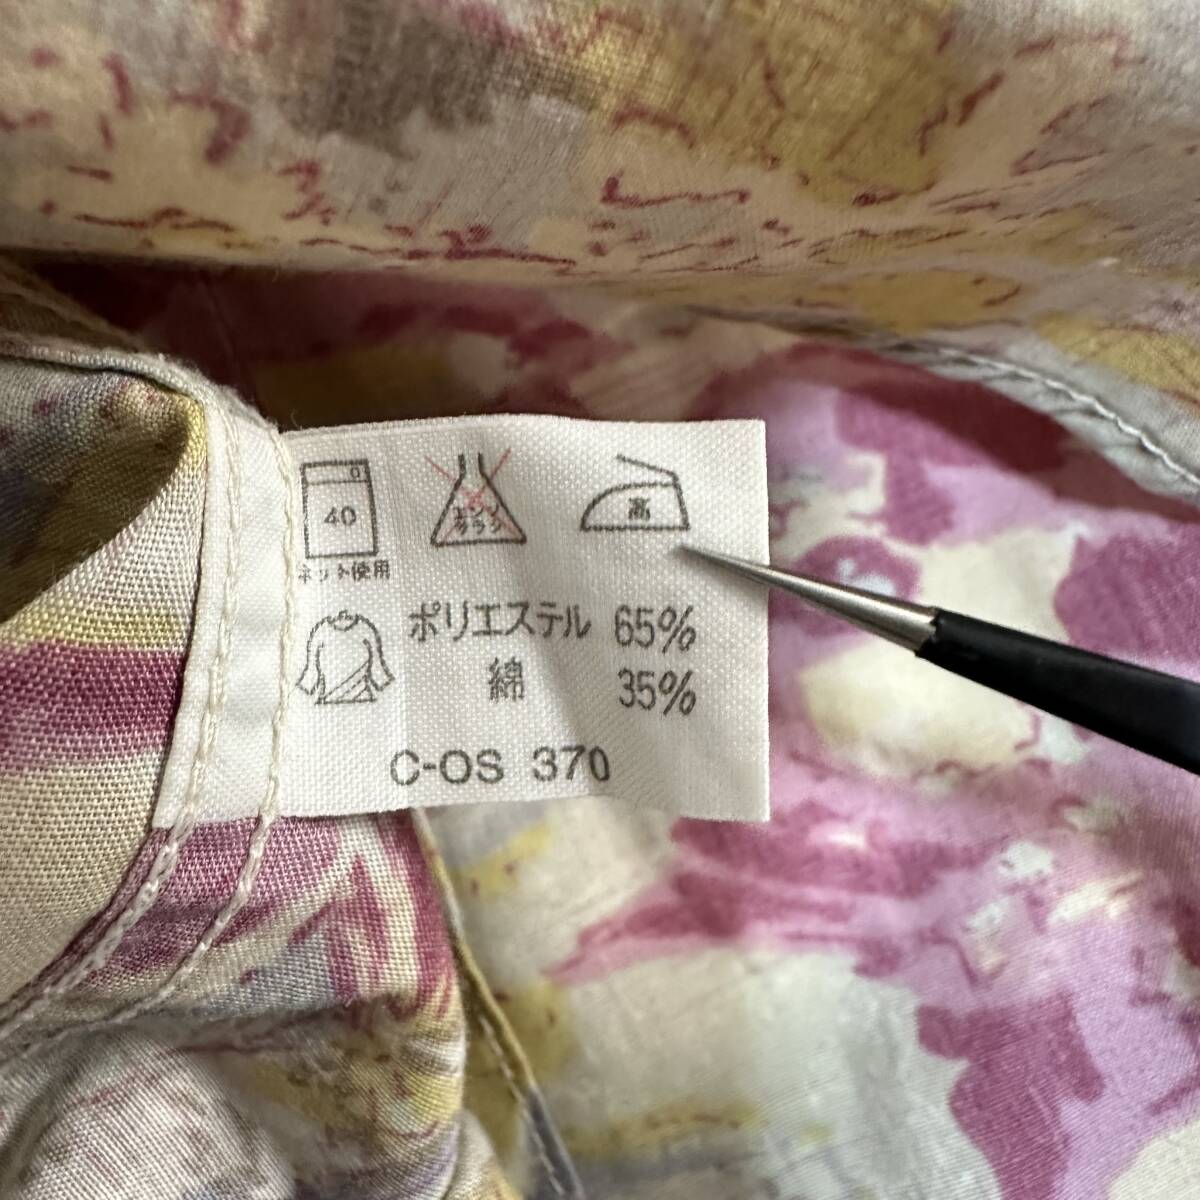 40
エンソ
サラシ
高
ネット使用
ポリエステル 65%
綿 35%
C-OS 370